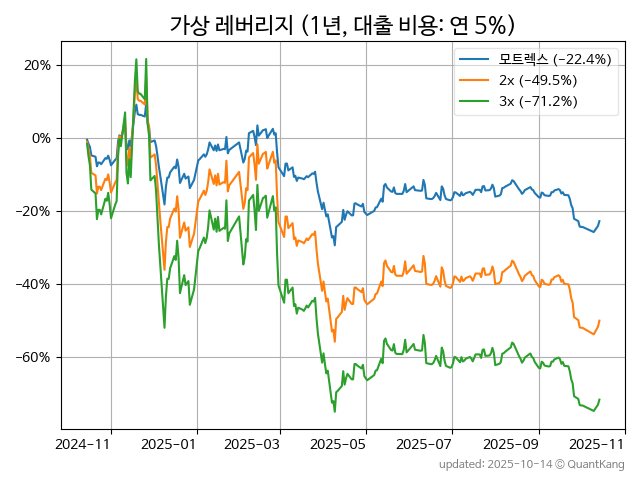 가상 레버리지 (1년, 대출 비용: 연 5%)
모트렉스 (−22.4%)
2x (−49.5%)
3x (−71.2%)
20%
0%
−20%
−40%
−60%
2024-11 2025-01 2025-03 2025-05 2025-07 2025-09 2025-11
updated: 2025-10-14 © QuantKang